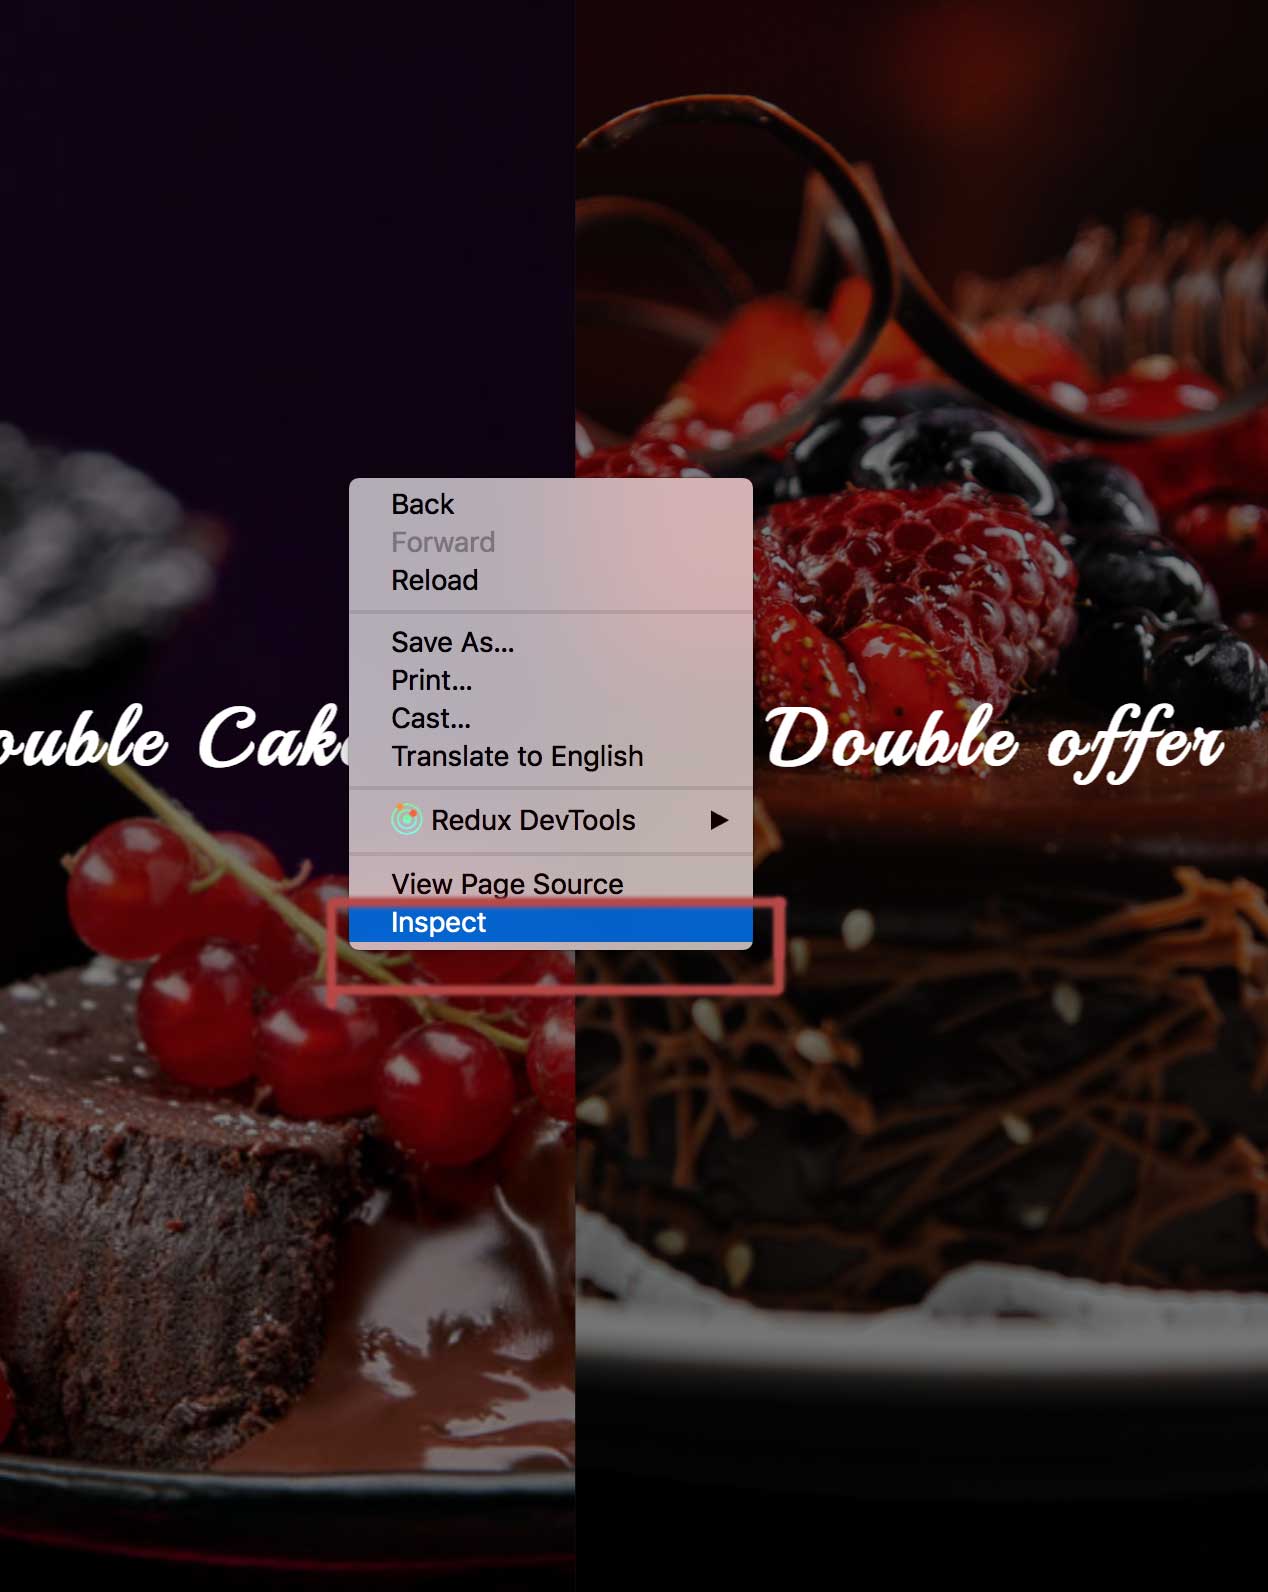 Back
Forward
Reload
Save As...
Print...
Cast...
Translate to English
ouble Cake
Double offer
Redux DevTools
View Page Source
Inspect